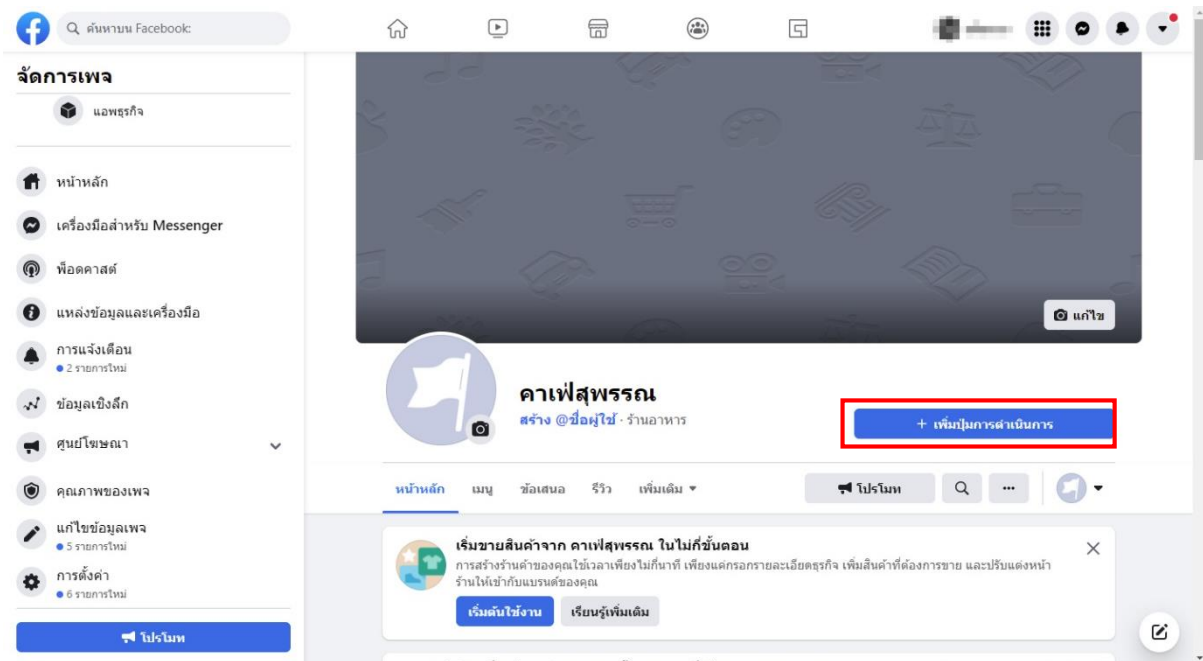 ค้นหาบน Facebook:
จัดการเพจ
แอพธุรกิจ
หน้าหลัก
เครื่องมือสำหรับ Messenger
พ็อดคาสต์
แหล่งข้อมูลและเครื่องมือ
การแจ้งเตือน
2 รายการใหม่
ข้อมูลเชิงลึก
ศูนย์โฆษณา
คุณภาพของเพจ
แก้ไขข้อมูลเพจ
5 รายการใหม่
การตั้งค่า
6 รายการใหม่
โปรโมท
แก้ไข
คาเฟ่สุพรรณ
สร้าง @ชื่อผู้ใช้ · ร้านอาหาร
+ เพิ่มปุ่มการดำเนินการ
หน้าหลัก เมนู ข้อเสนอ รีวิว เพิ่มเติม
โปรโมท
เริ่มขายสินค้าจาก คาเฟ่สุพรรณ ในไม่กี่ขั้นตอน
การสร้างร้านค้าของคุณใช้เวลาเพียงไม่กี่นาที เพียงแค่กรอกรายละเอียดธุรกิจ เพิ่มสินค้าที่ต้องการขาย และปรับแต่งหน้า
ร้านให้เข้ากับแบรนด์ของคุณ
เริ่มต้นใช้งาน เรียนรู้เพิ่มเติม